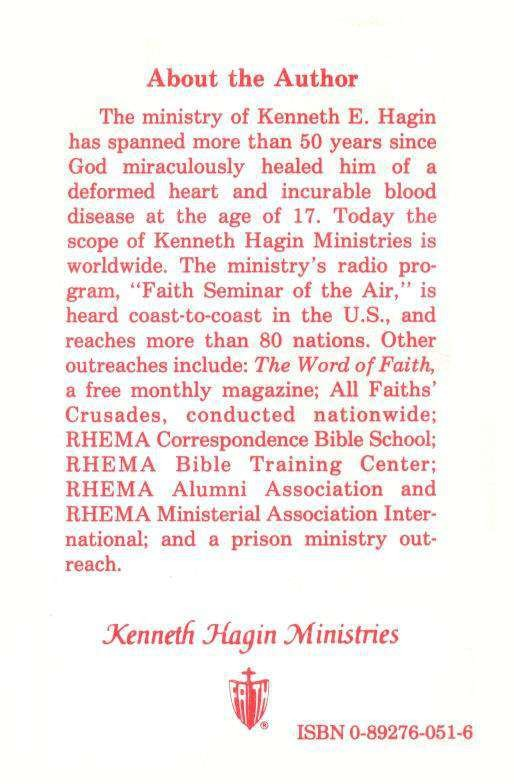 About the Author
The ministry of Kenneth E. Hagin
has spanned more than 50 years since
God miraculously healed him of a
deformed heart and incurable blood
disease at the age of 17. Today the
scope of Kenneth Hagin Ministries is
worldwide. The ministry's radio pro-
gram, “Faith Seminar of the Air,” is
heard coast-to-coast in the U.S., and
reaches more than 80 nations. Other
outreaches include: The Word of Faith,
a free monthly magazine; All Faiths'
Crusades, conducted nationwide;
RHEMA Correspondence Bible School;
RHEMA Bible Training Center;
RHEMA Alumni Association and
RHEMA Ministerial Association Inter-
national; and a prison ministry out-
reach.
Kenneth Hagin Ministries
FAITH
®
ISBN 0-89276-051-6